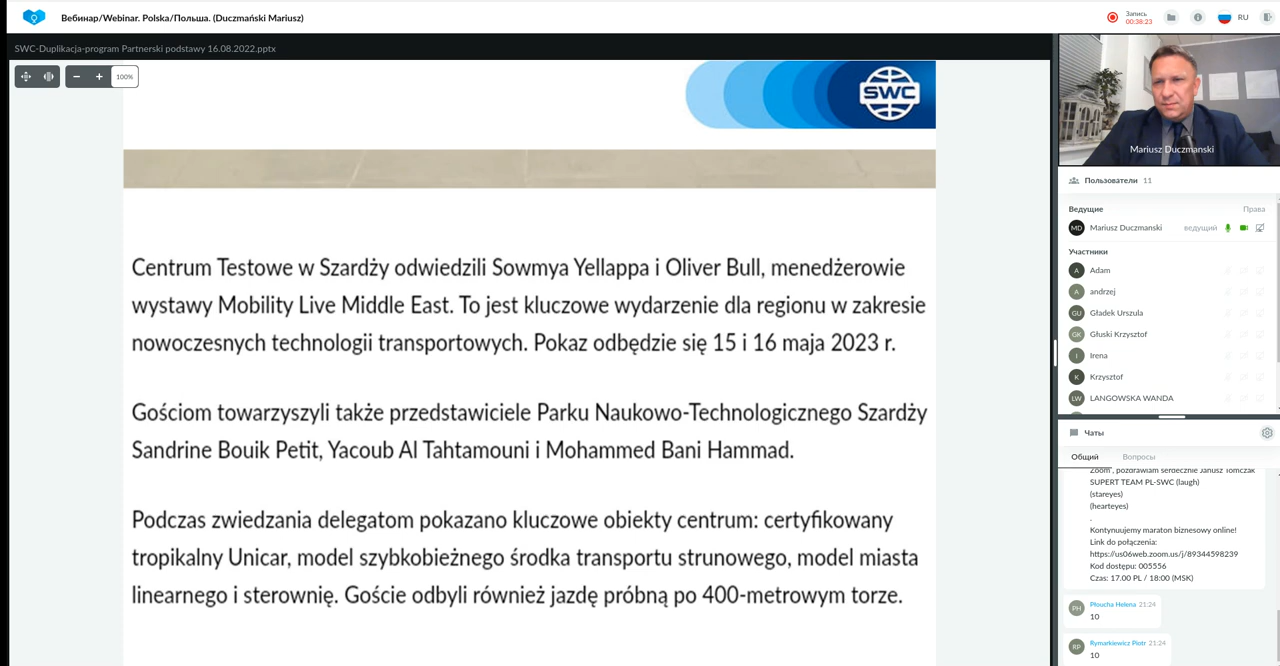 Вебинар/Webinar. Polska/Польша. (Duczmański Mariusz)
Запись
00:38:23
RU
SWC-Duplikacja-program Partnerski podstawy 16.08.2022.pptx
100%
SWC
Centrum Testowe w Szardży odwiedzili Sowmya Yellappa i Oliver Bull, menedżerowie
wystawy Mobility Live Middle East. To jest kluczowe wydarzenie dla regionu w zakresie
nowoczesnych technologii transportowych. Pokaz odbędzie się 15 i 16 maja 2023 r.
Gościom towarzyszyli także przedstawiciele Parku Naukowo-Technologicznego Szardży
Sandrine Bouik Petit, Yacoub Al Tahtamouni i Mohammed Bani Hammad.
Podczas zwiedzania delegatom pokazano kluczowe obiekty centrum: certyfikowany
tropikalny Unicar, model szybkobieżnego środka transportu strunowego, model miasta
linearnego i sterownię. Goście odbyli również jazdę próbną po 400-metrowym torze.
Mariusz Duczmanski
Пользователи 11
Ведущие Права
MD Mariusz Duczmanski ведущий
Участники
A Adam
A andrzej
GU Gładek Urszula
GK Głuski Krzysztof
I Irena
K Krzysztof
LW LANGOWSKA WANDA
Чаты
Общий Вопросы
Zoom", pozdrawiam serdecznie Janusz Tomczak
SUPERT TEAM PL-SWC (laugh)
(stareyes)
(hearteyes)
.
Kontynuujemy maraton biznesowy online!
Link do połączenia:
https://us06web.zoom.us/j/89344598239
Kod dostępu: 005556
Czas: 17.00 PL / 18:00 (MSK)
PH Płoucha Helena 21:24
10
RP Rymarkiewicz Piotr 21:24
10